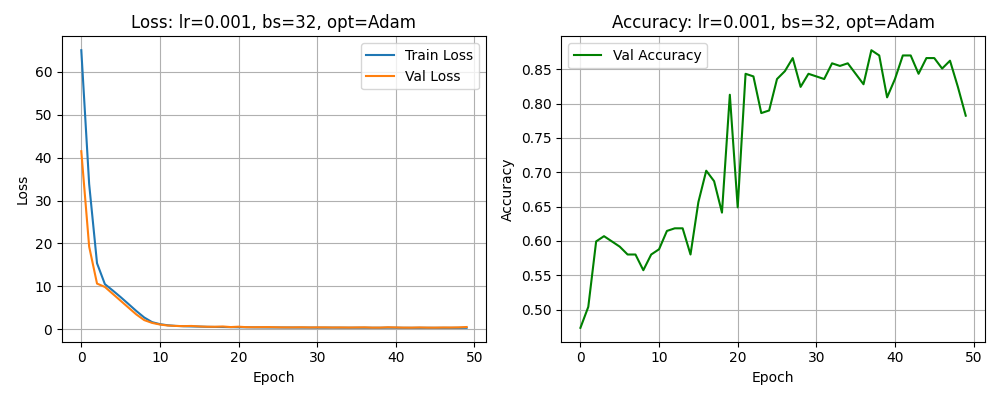 Loss: lr=0.001, bs=32, opt=Adam
Train Loss
Val Loss
60
50
40
30
20
10
0
Loss
0 10 20 30 40 50
Epoch
Accuracy: lr=0.001, bs=32, opt=Adam
Val Accuracy
0.85
0.80
0.75
0.70
0.65
0.60
0.55
0.50
Accuracy
0 10 20 30 40 50
Epoch